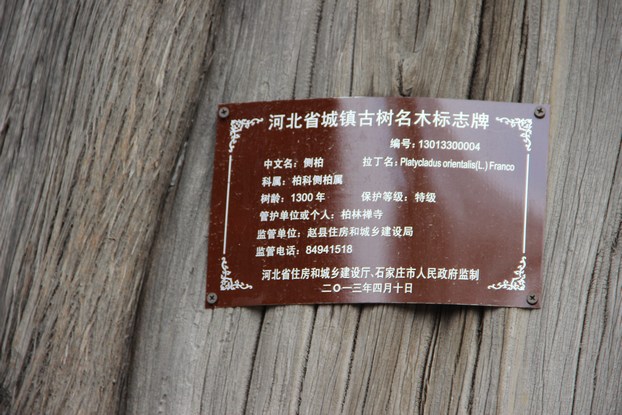 河北省城镇古树名木标志牌
编号：13013300004
中文名：侧柏 拉丁名：Platycladus orientalis(L.) Franco
科属：柏科侧柏属
树龄：1300 年 保护等级：特级
管护单位或个人：柏林禅寺
监管单位：赵县住房和城乡建设局
监管电话：84941518
河北省住房和城乡建设厅、石家庄市人民政府监制
二〇一三年四月十日